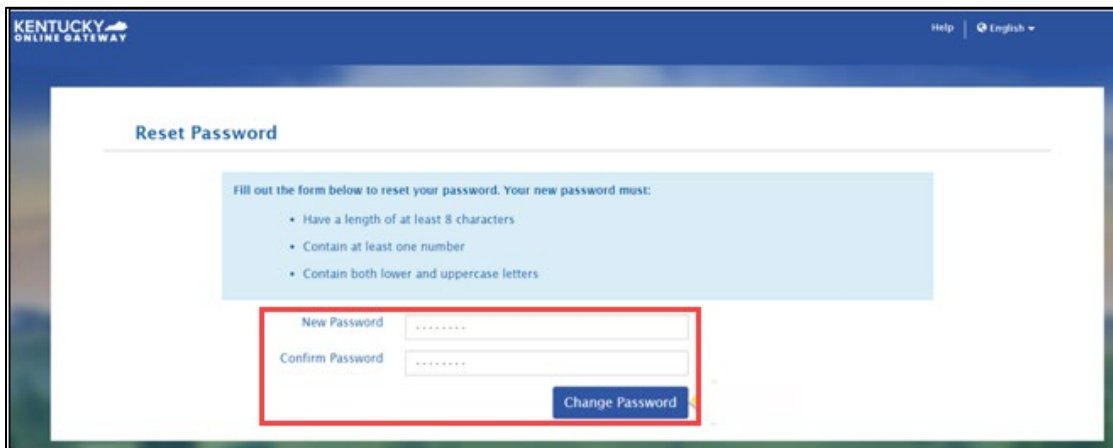 KENTUCKY
ONLINE GATEWAY
Help
English
Reset Password
Fill out the form below to reset your password. Your new password must:
• Have a length of at least 8 characters
• Contain at least one number
• Contain both lower and uppercase letters
New Password ........
Confirm Password ........
Change Password